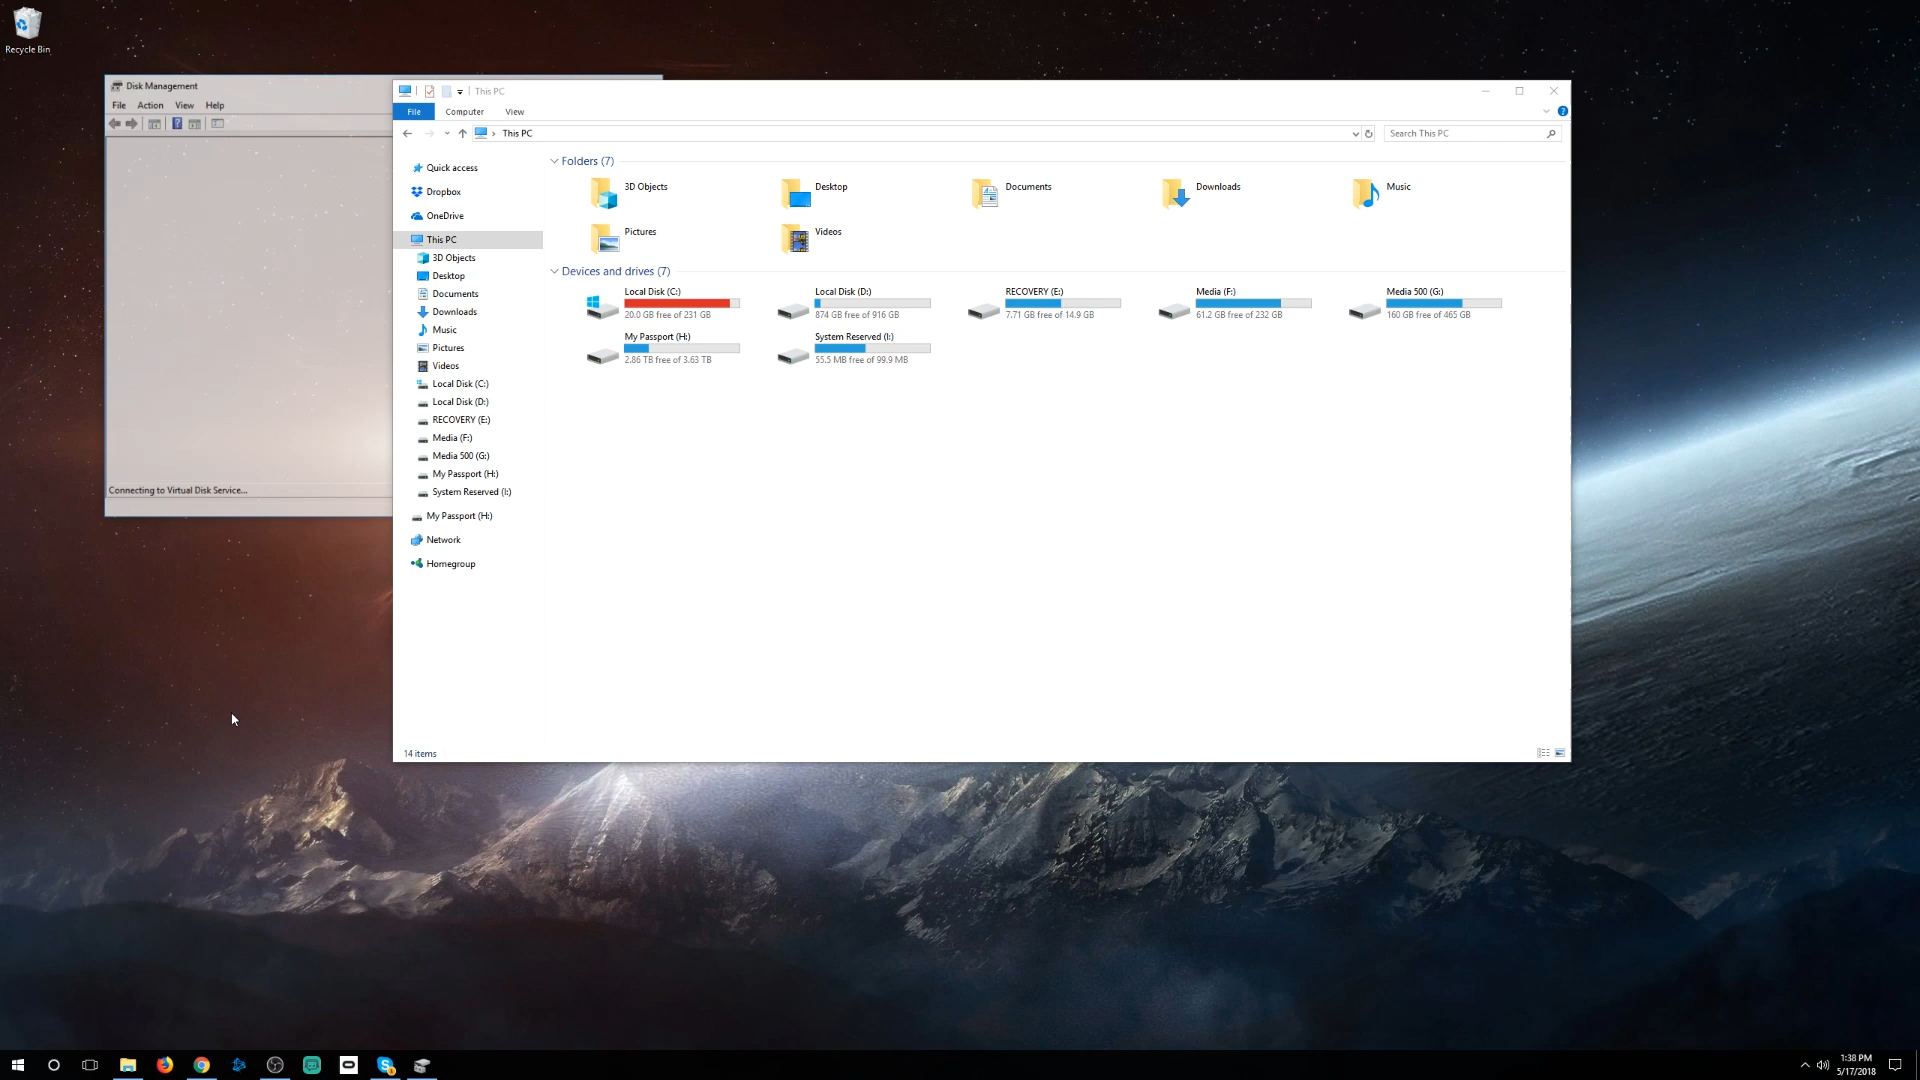 Recycle Bin
Disk Management
File Action View Help
Connecting to Virtual Disk Service...
This PC
File Computer View
This PC
Search This PC
Quick access
Dropbox
OneDrive
This PC
3D Objects
Desktop
Documents
Downloads
Music
Pictures
Videos
Local Disk (C:)
Local Disk (D:)
RECOVERY (E:)
Media (F:)
Media 500 (G:)
My Passport (H:)
System Reserved (I:)
My Passport (H:)
Network
Homegroup
Folders (7)
3D Objects
Desktop
Documents
Downloads
Music
Pictures
Videos
Devices and drives (7)
Local Disk (C:)
20.0 GB free of 231 GB
Local Disk (D:)
874 GB free of 916 GB
RECOVERY (E:)
7.71 GB free of 14.9 GB
Media (F:)
61.2 GB free of 232 GB
Media 500 (G:)
160 GB free of 465 GB
My Passport (H:)
2.86 TB free of 3.63 TB
System Reserved (I:)
55.5 MB free of 99.9 MB
14 items
1:38 PM
5/17/2018